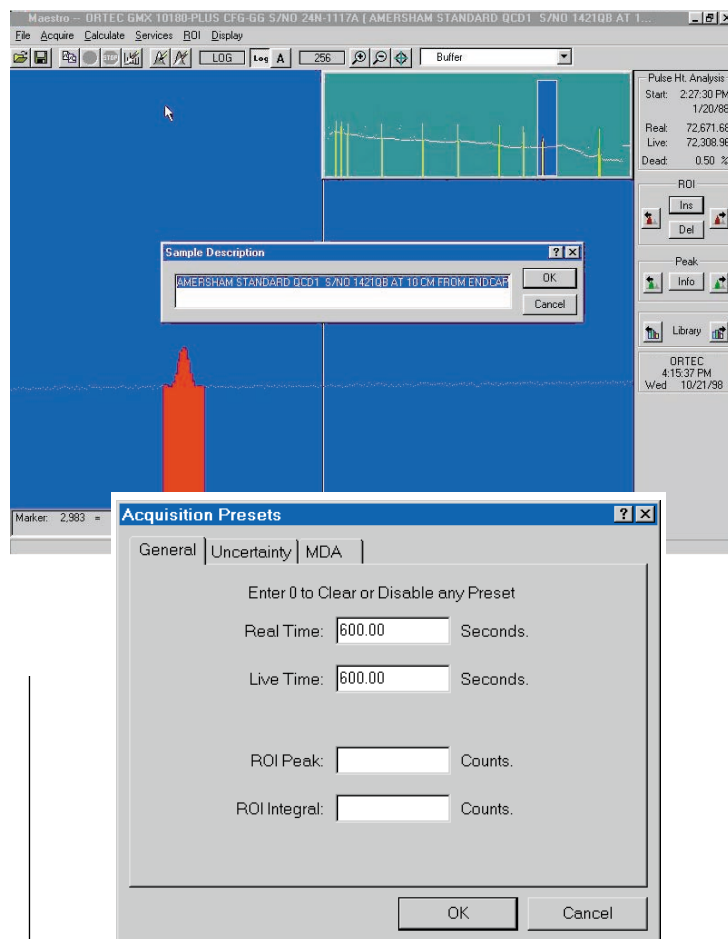 Maestro -- ORTEC GMX 10180-PLUS CFG-GG S/NO 24N-1117A ( AMERSHAM STANDARD QCD1 S/NO 1421QB AT 1...
File Acquire Calculate Services ROI Display
STOP LOG Log A 256 Buffer
Pulse Ht. Analysis
Start: 2:27:30 PM
1/20/88
Real: 72,671.68
Live: 72,308.96
Dead: 0.50 %
ROI
Ins
Del
Peak
Info
Library
ORTEC
4:15:37 PM
Wed 10/21/98
Sample Description
AMERSHAM STANDARD QCD1 S/NO 1421QB AT 10 CM FROM ENDCAP
OK
Cancel
Marker: 2,983 =
Acquisition Presets
General Uncertainty MDA
Enter 0 to Clear or Disable any Preset
Real Time: 600.00 Seconds.
Live Time: 600.00 Seconds.
ROI Peak: Counts.
ROI Integral: Counts.
OK Cancel